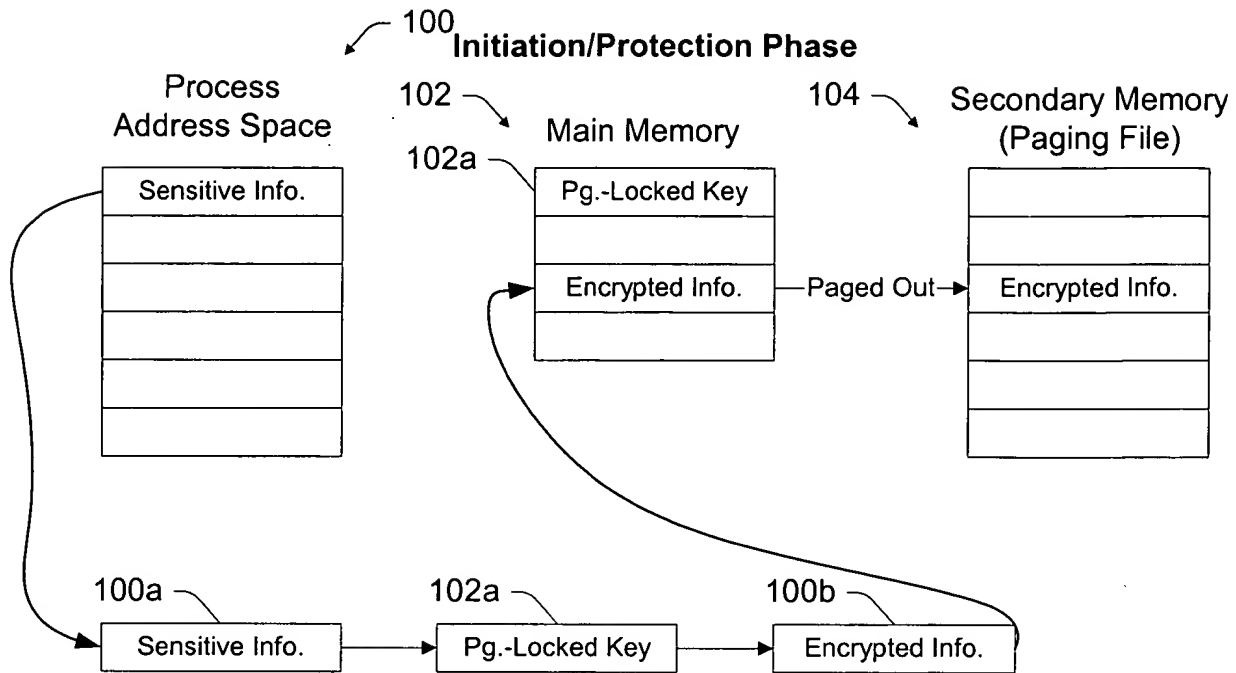 100
Initiation/Protection Phase
Process
Address Space
102
Main Memory
104
Secondary Memory
(Paging File)
102a
Sensitive Info.
Pg.-Locked Key
Encrypted Info.
Paged Out
Encrypted Info.
100a
102a
100b
Sensitive Info.
Pg.-Locked Key
Encrypted Info.